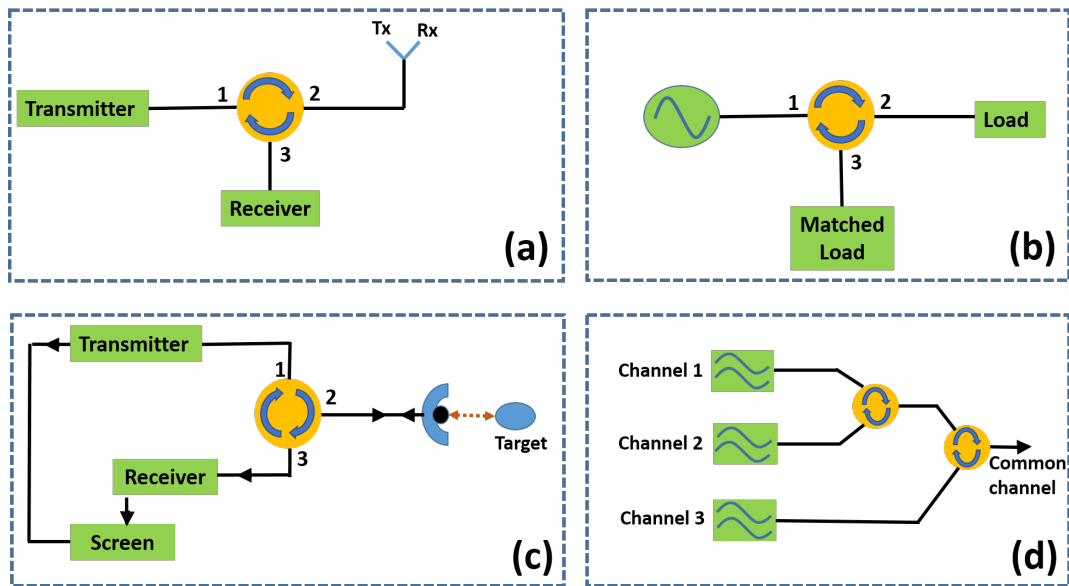 Tx Rx
Transmitter
1
2
3
Receiver
(a)
1
2
Load
3
Matched
Load
(b)
Transmitter
1
2
Target
3
Receiver
Screen
(c)
Channel 1
Channel 2
Common
channel
Channel 3
(d)